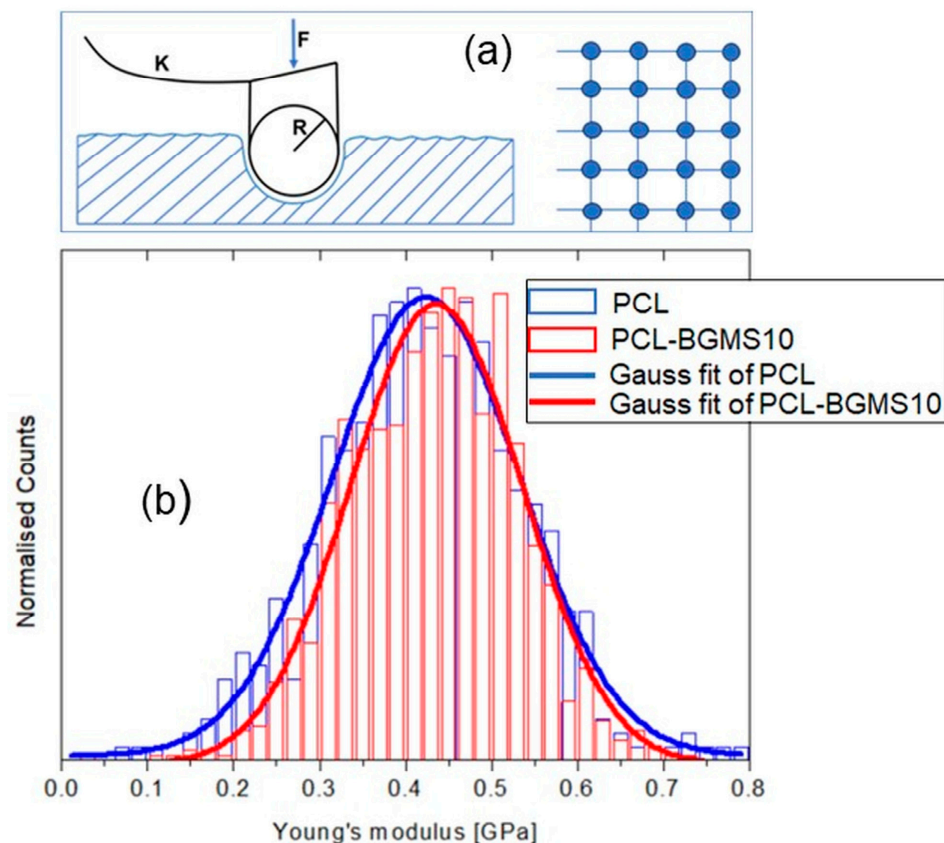 (a)
F
K
R
PCL
PCL-BGMS10
Gauss fit of PCL
Gauss fit of PCL-BGMS10
(b)
Normalised Counts
0.0 0.1 0.2 0.3 0.4 0.5 0.6 0.7 0.8
Young's modulus [GPa]